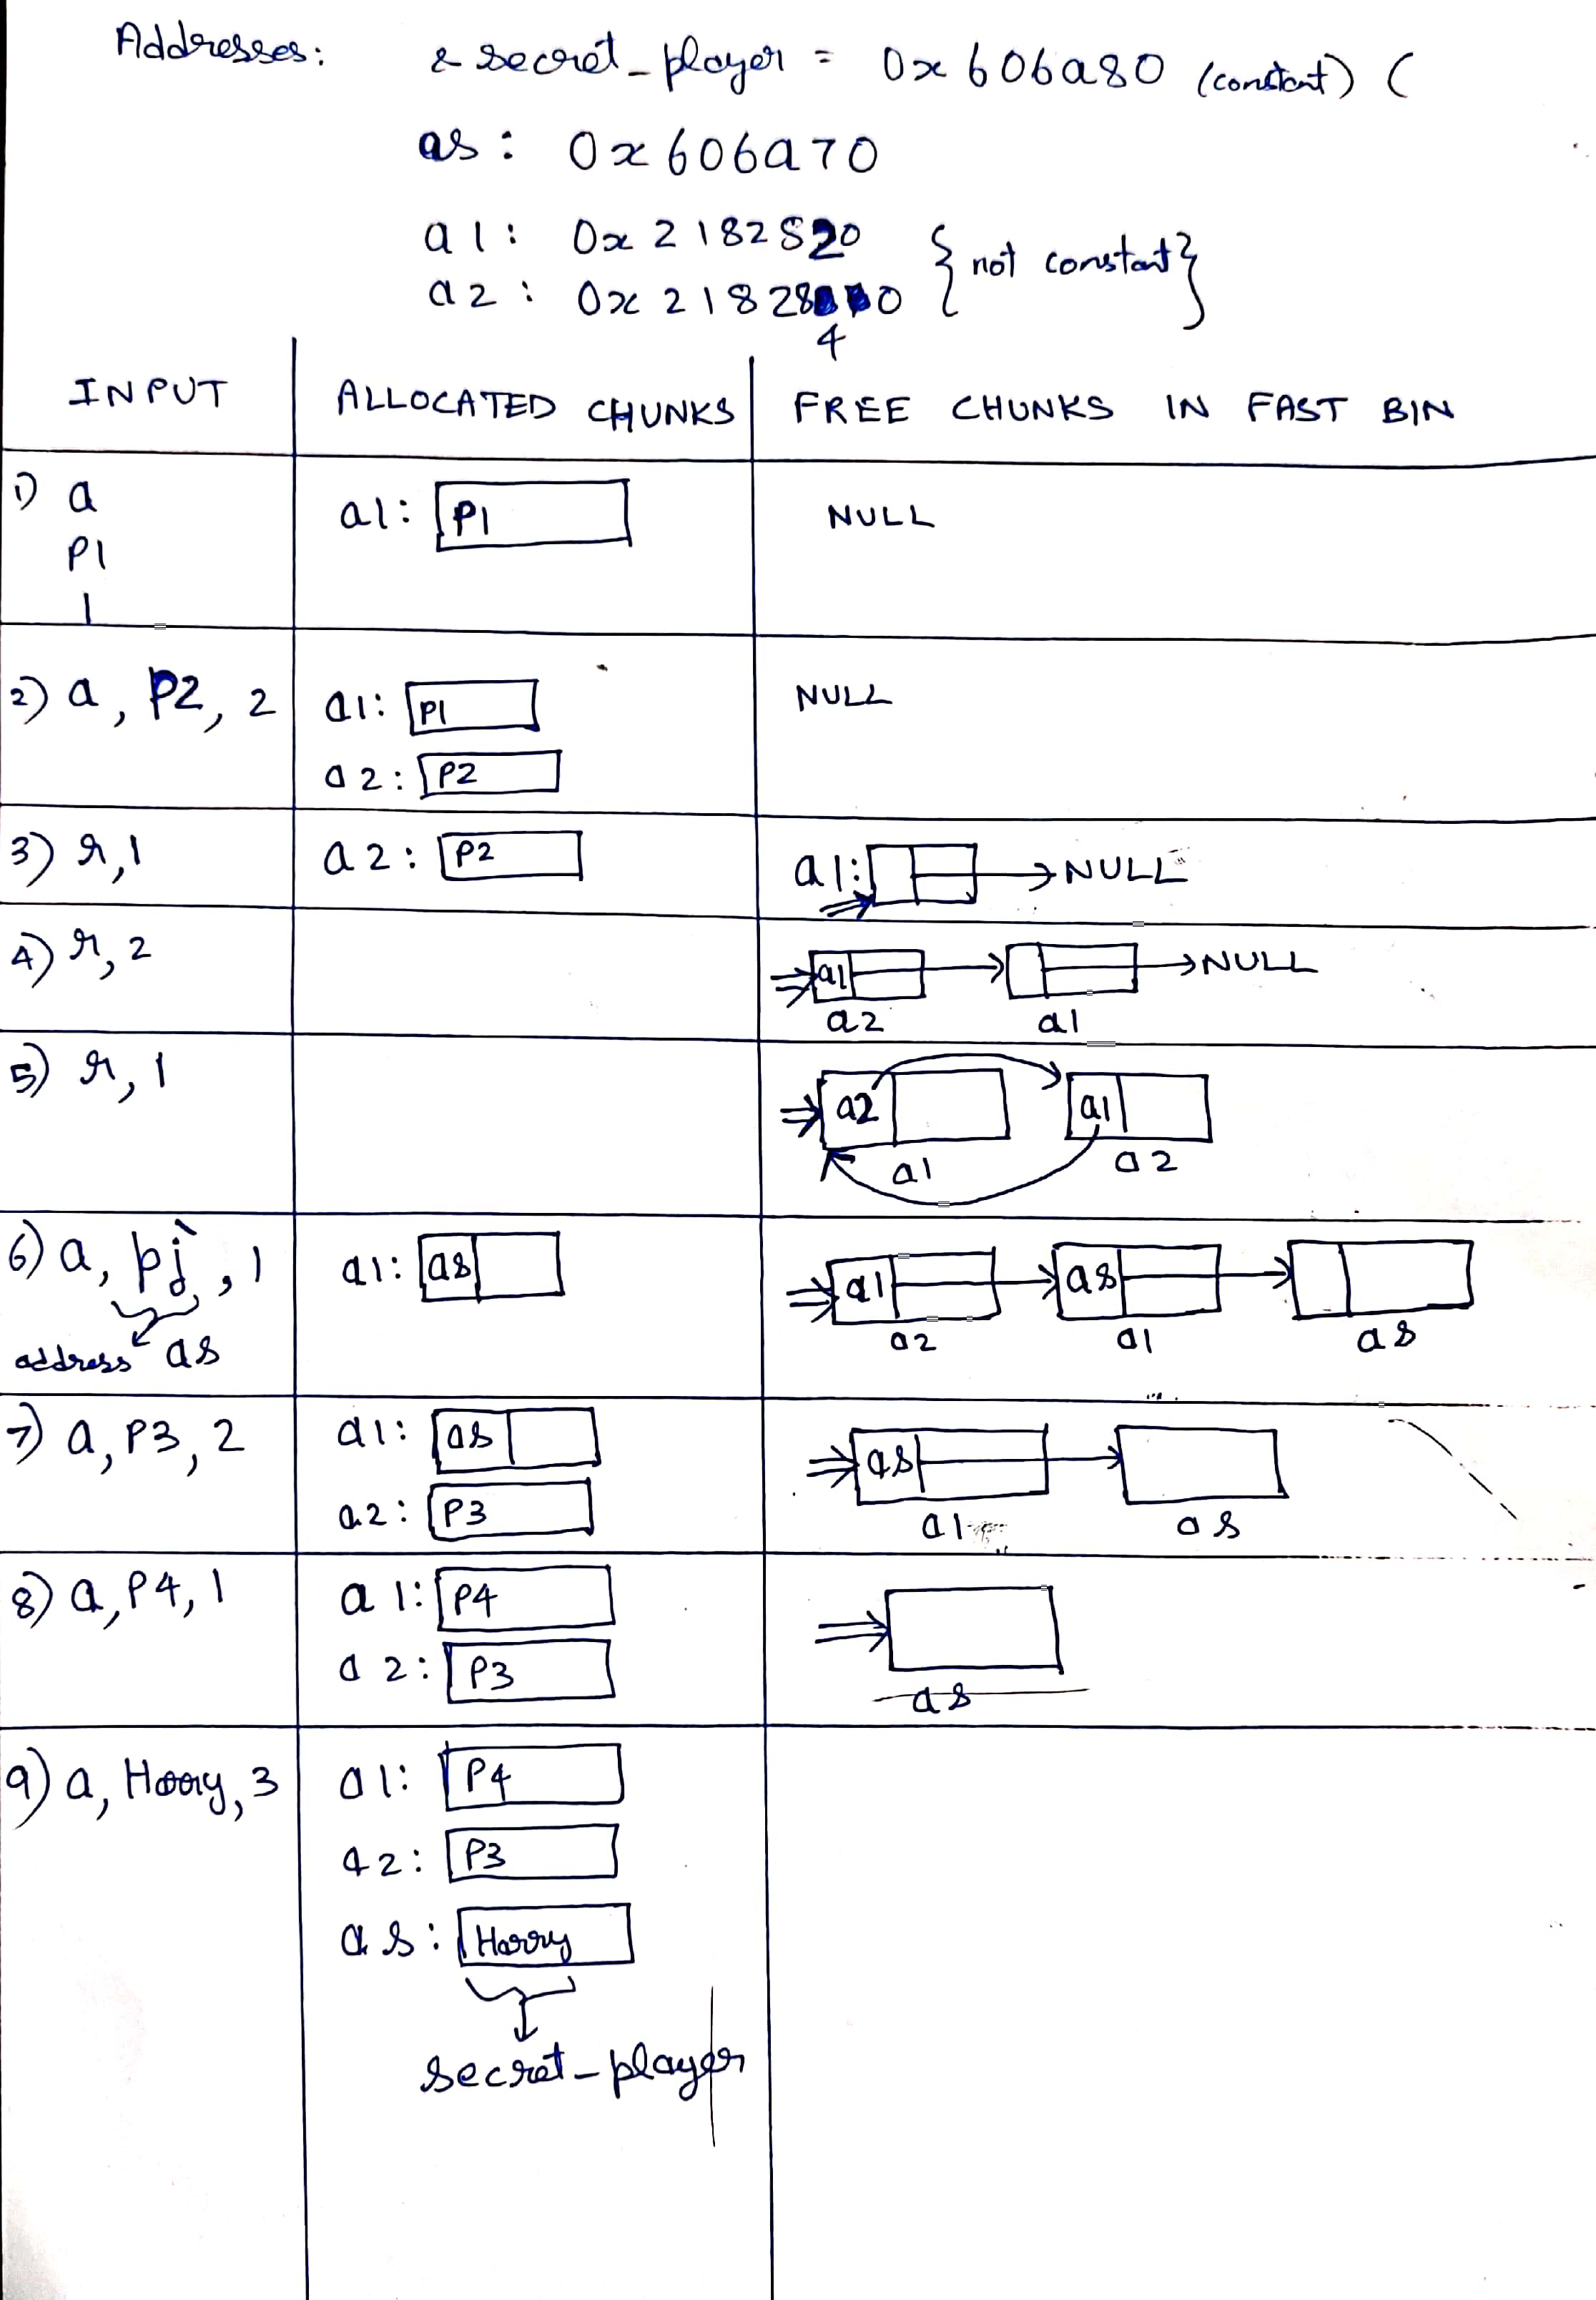 Addresses: & secret_player = 0x606a80 (constant) (
as: 0x606a70
a1: 0x2182820
a2: 0x2182840 {not constant}
INPUT ALLOCATED CHUNKS FREE CHUNKS IN FAST BIN
1) a a1: P1 NULL
P1
1
2) a, P2, 2 a1: P1 NULL
a2: P2
3) r, 1 a2: P2 a1: → NULL
4) r, 2 a1 → → NULL
a2 a1
5) r, 1 a2 a1
a1 a2
6) a, pj, 1 a1: as a1 → as →
address as a2 a1 as
7) a, P3, 2 a1: as as →
a2: P3 a1 as
8) a, P4, 1 a1: P4
a2: P3 as
9) a, Harry, 3 a1: P4
a2: P3
as: Harry
secret_player